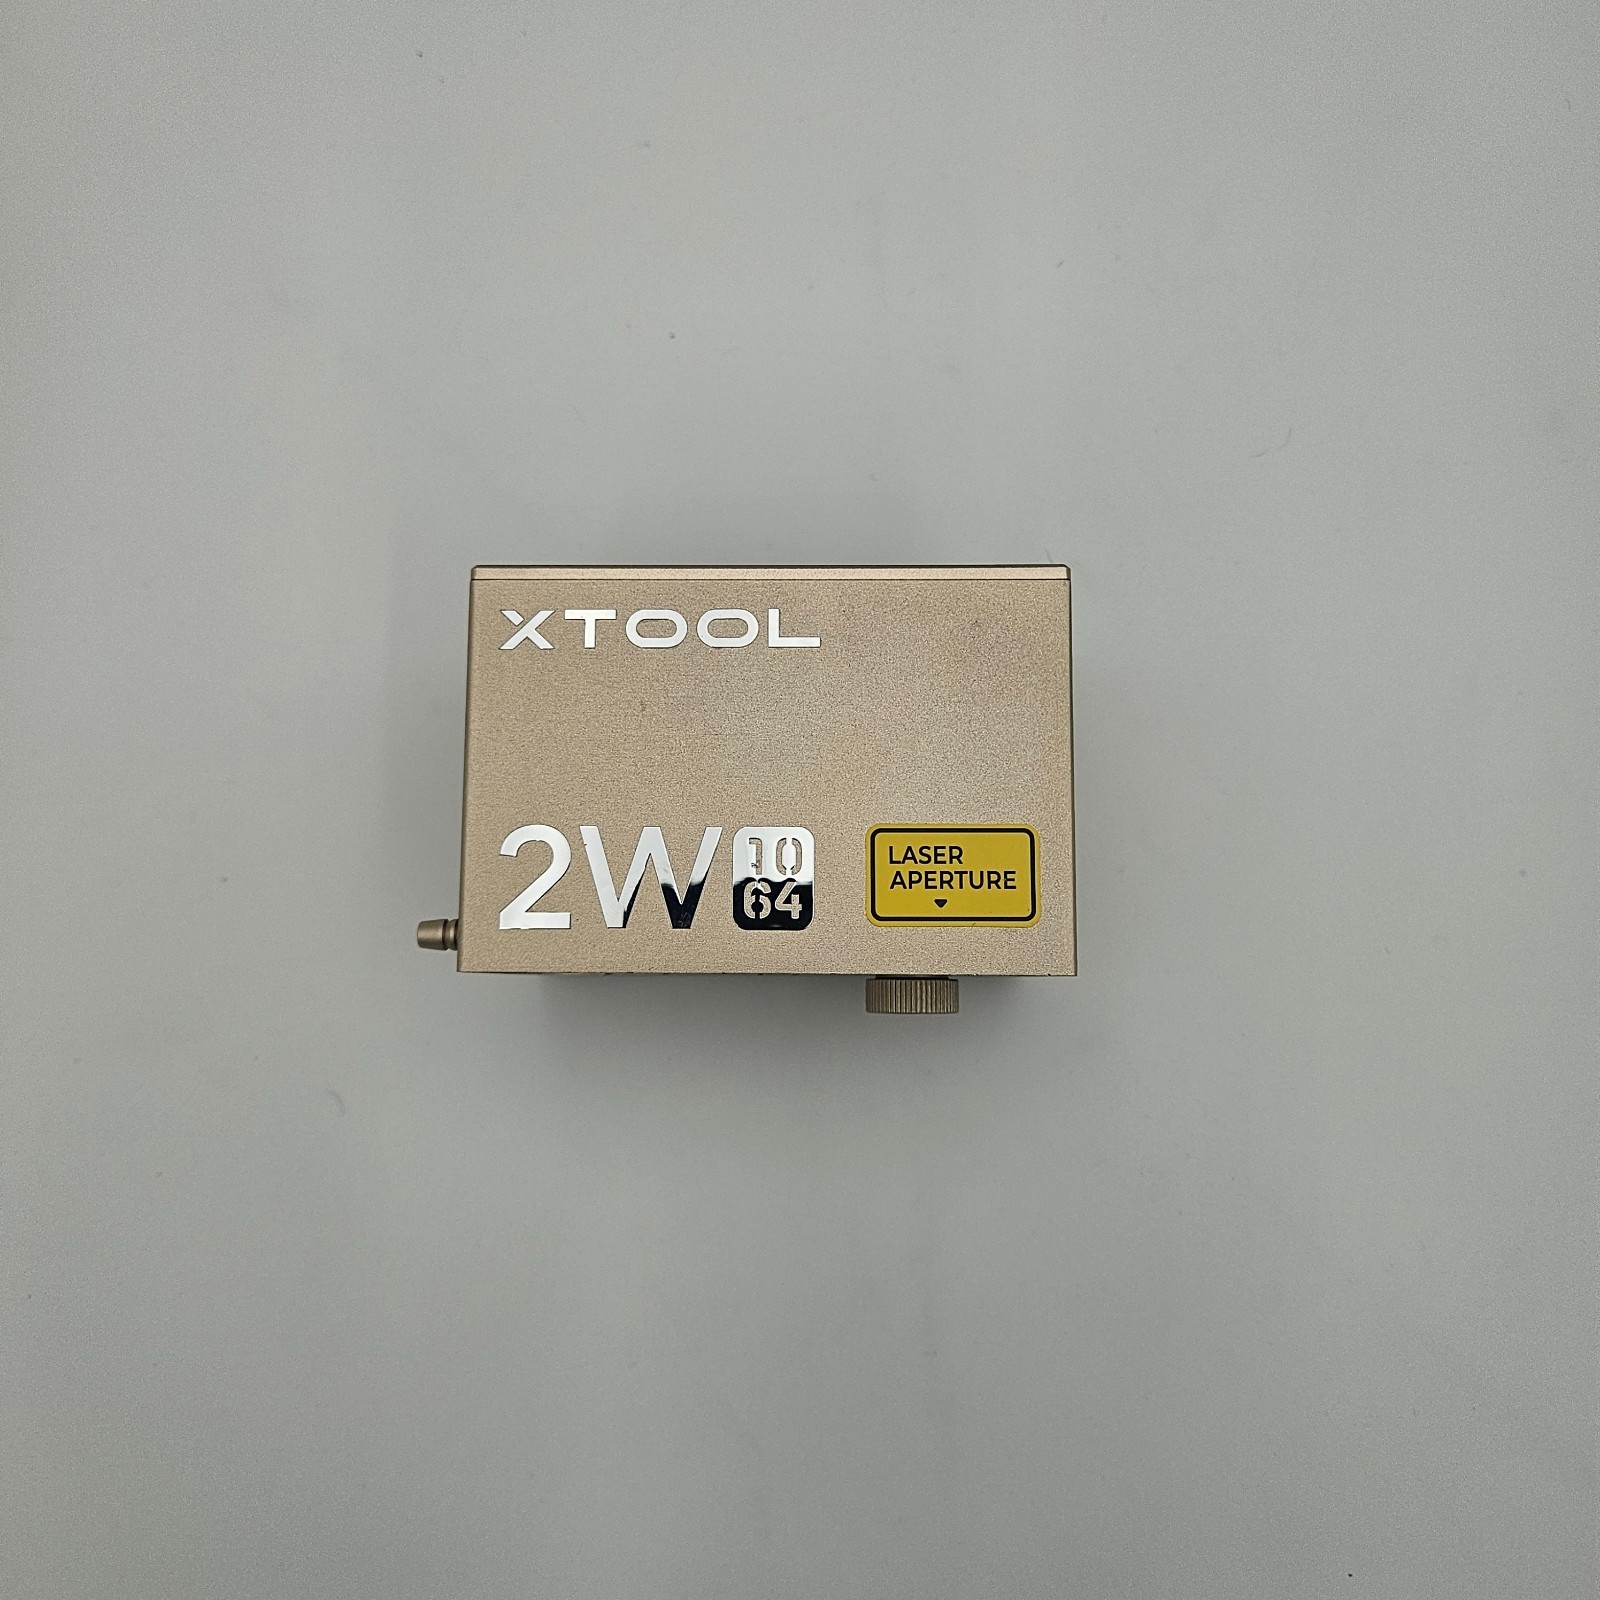 XTOOL
2W 10
64
LASER
APERTURE